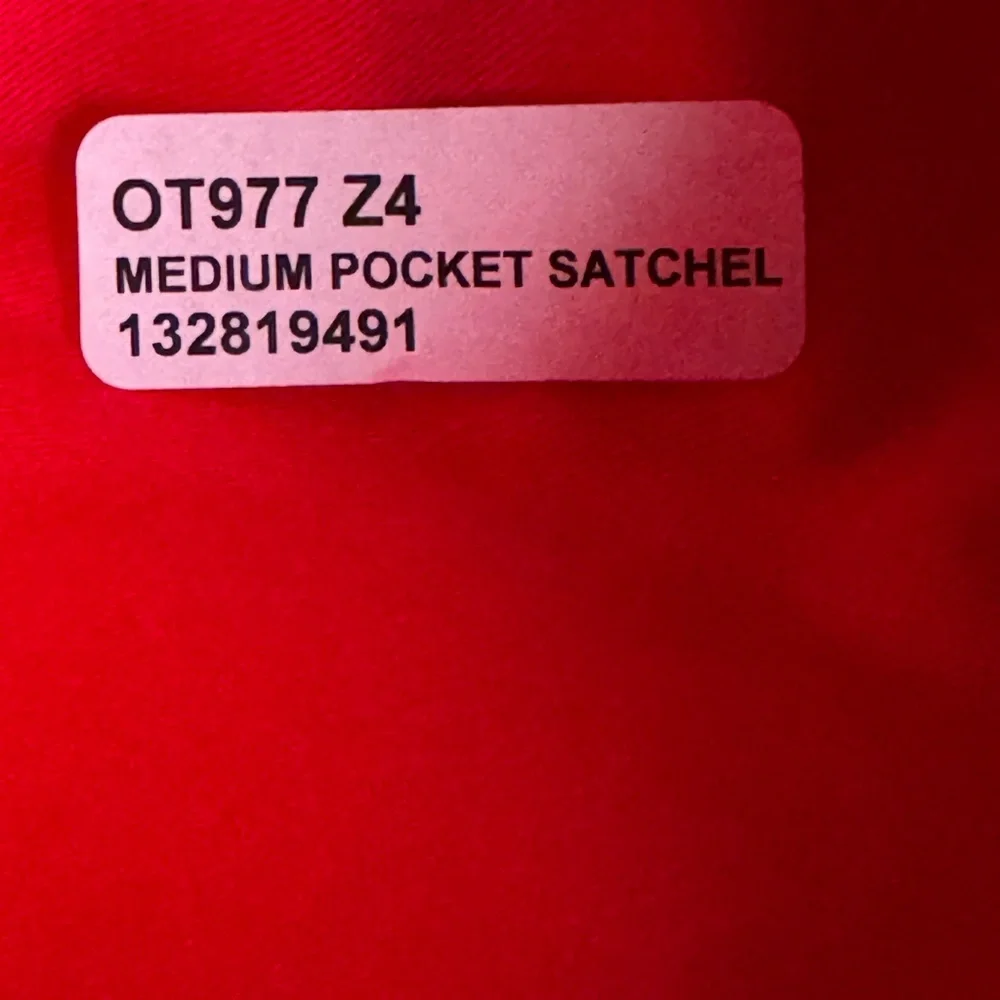 OT977 Z4
MEDIUM POCKET SATCHEL
132819491